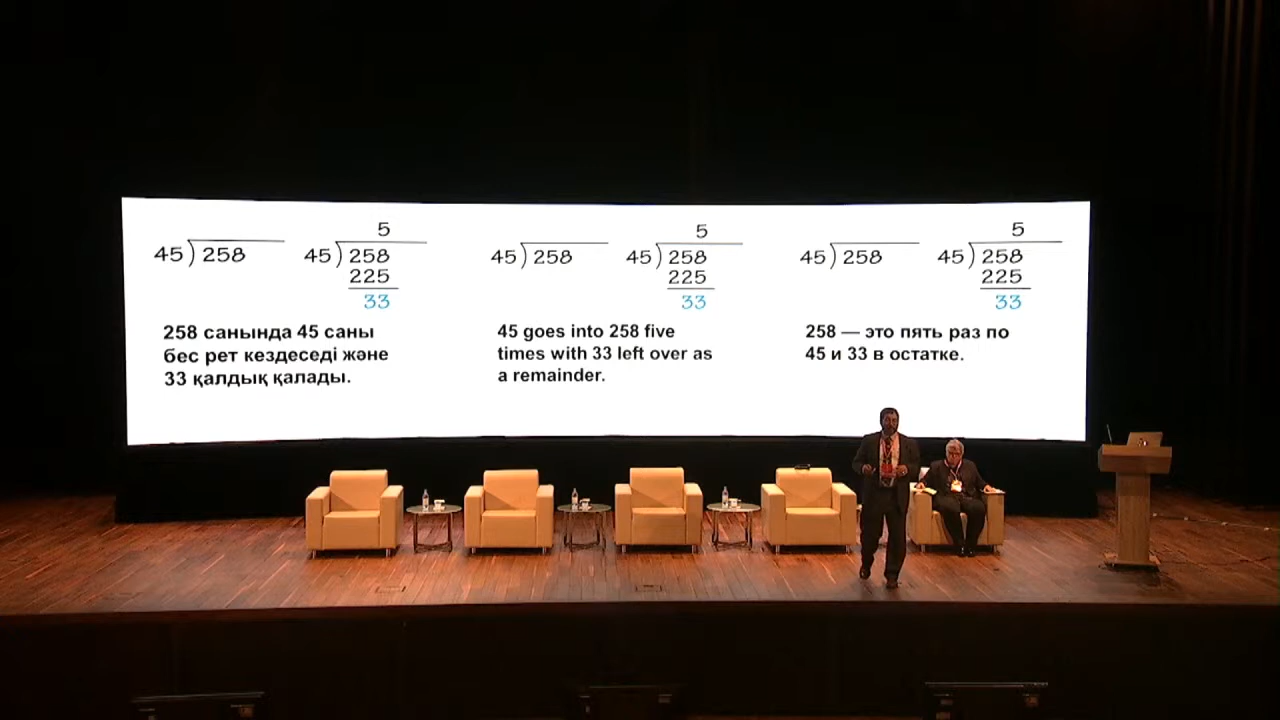 5
45) 258
45) 258
225
33
258 санында 45 саны
бес рет кездеседі және
33 қалдық қалады.
5
45) 258
45) 258
225
33
45 goes into 258 five
times with 33 left over as
a remainder.
5
45) 258
45) 258
225
33
258 — это пять раз по
45 и 33 в остатке.